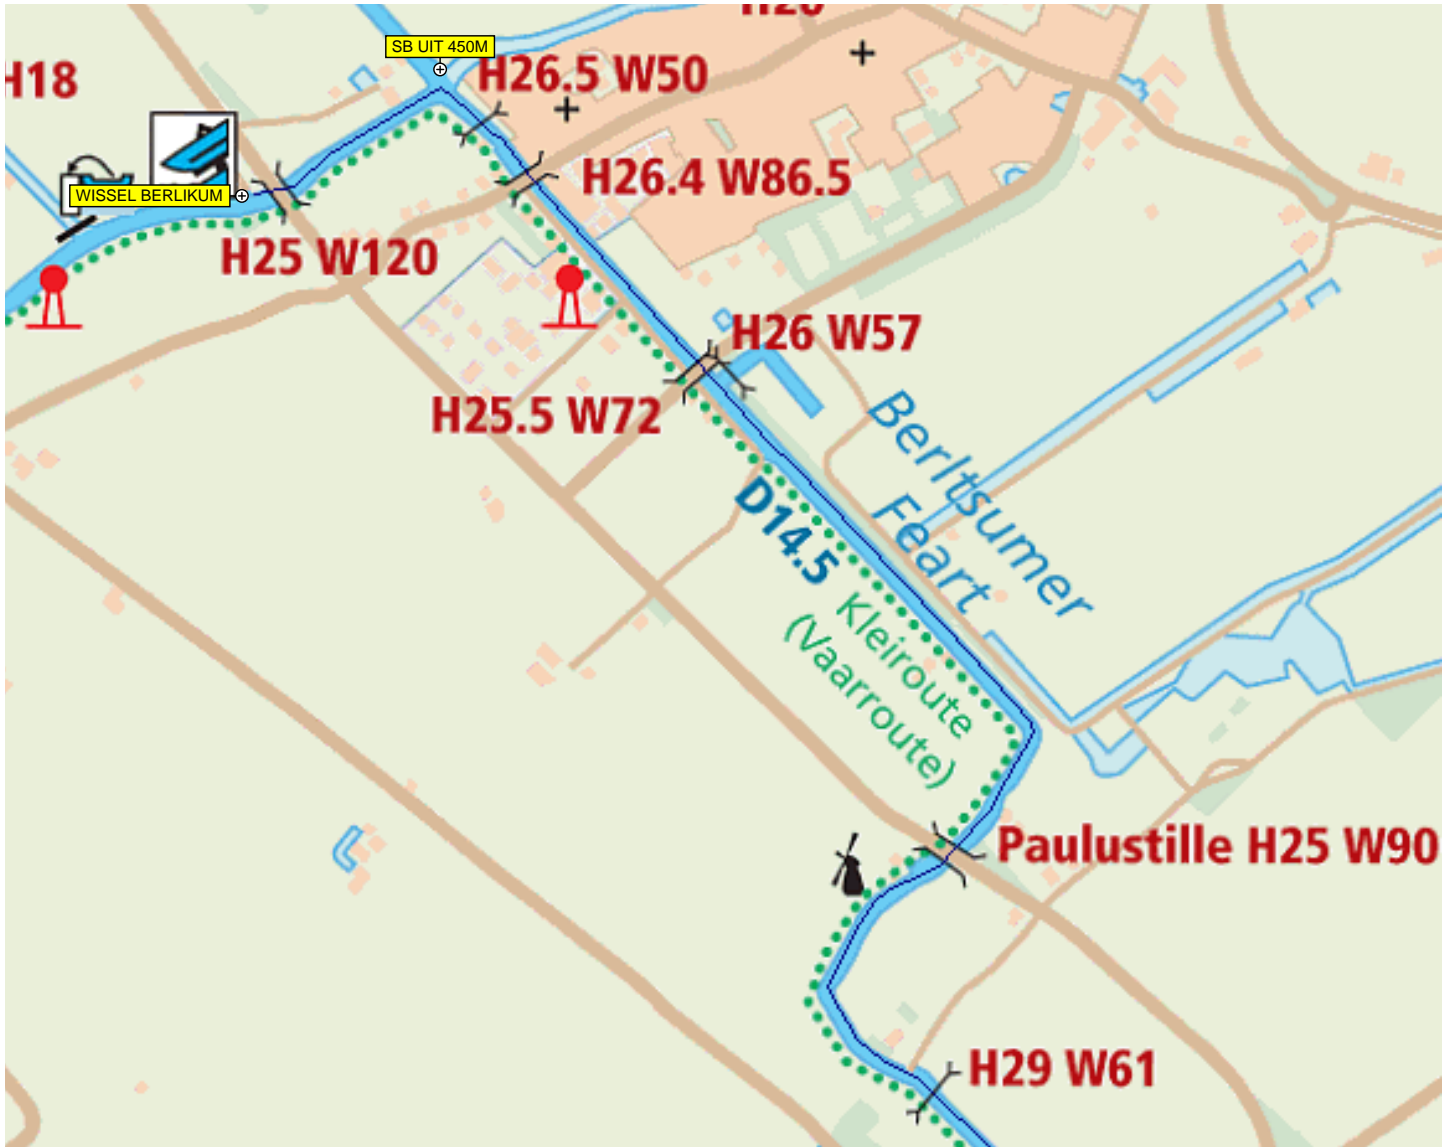 H20
SB UIT 450M
H18
H26.5 W50
H26.4 W86.5
WISSEL BERLIKUM
H25 W120
H26 W57
H25.5 W72
Berltsumer
Feart
D14.5
Kleiroute
(Vaarroute)
Paulustille H25 W90
H29 W61